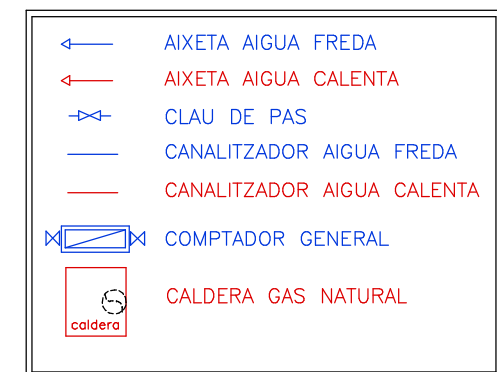 AIXETA AIGUA FREDA
AIXETA AIGUA CALENTA
CLAU DE PAS
CANALITZADOR AIGUA FREDA
CANALITZADOR AIGUA CALENTA
COMPTADOR GENERAL
CALDERA GAS NATURAL
caldera